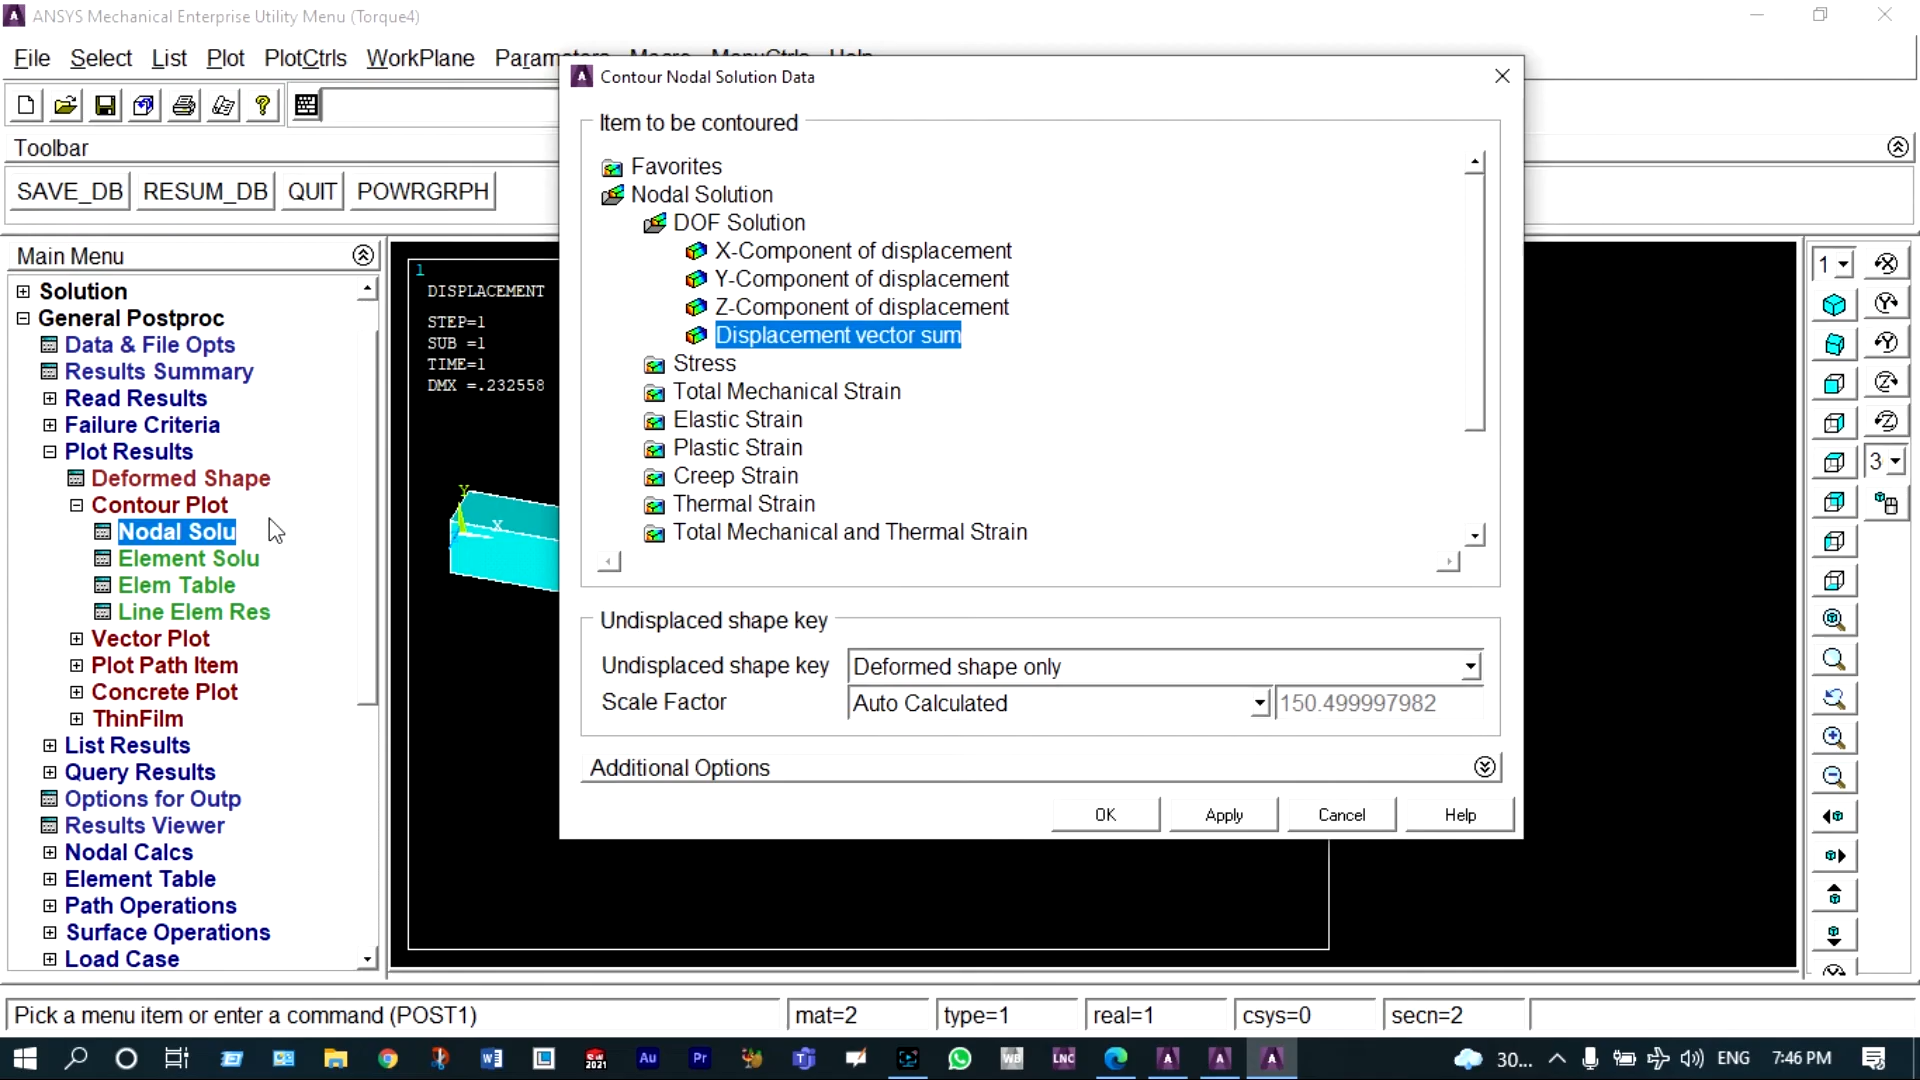 ANSYS Mechanical Enterprise Utility Menu (Torque4)
File Select List Plot PlotCtrls WorkPlane
Toolbar
SAVE_DB RESUM_DB QUIT POWRGRPH
Main Menu
Solution
General Postproc
Data & File Opts
Results Summary
Read Results
Failure Criteria
Plot Results
Deformed Shape
Contour Plot
Nodal Solu
Element Solu
Elem Table
Line Elem Res
Vector Plot
Plot Path Item
Concrete Plot
ThinFilm
List Results
Query Results
Options for Outp
Results Viewer
Nodal Calcs
Element Table
Path Operations
Surface Operations
Load Case
1
DISPLACEMENT
STEP=1
SUB =1
TIME=1
DMX =.232558
Y
X
Contour Nodal Solution Data
Item to be contoured
Favorites
Nodal Solution
DOF Solution
X-Component of displacement
Y-Component of displacement
Z-Component of displacement
Displacement vector sum
Stress
Total Mechanical Strain
Elastic Strain
Plastic Strain
Creep Strain
Thermal Strain
Total Mechanical and Thermal Strain
Undisplaced shape key
Undisplaced shape key Deformed shape only
Scale Factor Auto Calculated 150.499997982
Additional Options
OK Apply Cancel Help
1
3
Pick a menu item or enter a command (POST1) mat=2 type=1 real=1 csys=0 secn=2
30... ENG 7:46 PM